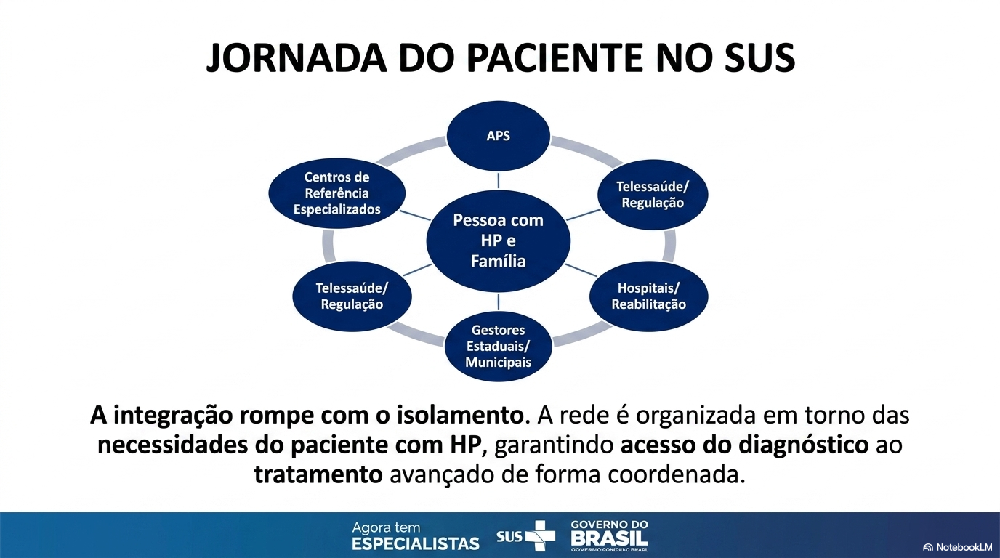 JORNADA DO PACIENTE NO SUS
APS
Centros de
Referência
Especializados
Telessaúde/
Regulação
Pessoa com
HP e
Família
Telessaúde/
Regulação
Hospitais/
Reabilitação
Gestores
Estaduais/
Municipais
A integração rompe com o isolamento. A rede é organizada em torno das
necessidades do paciente com HP, garantindo acesso do diagnóstico ao
tratamento avançado de forma coordenada.
Agora tem
ESPECIALISTAS
SUS
GOVERNO DO
BRASIL
NotebookLM